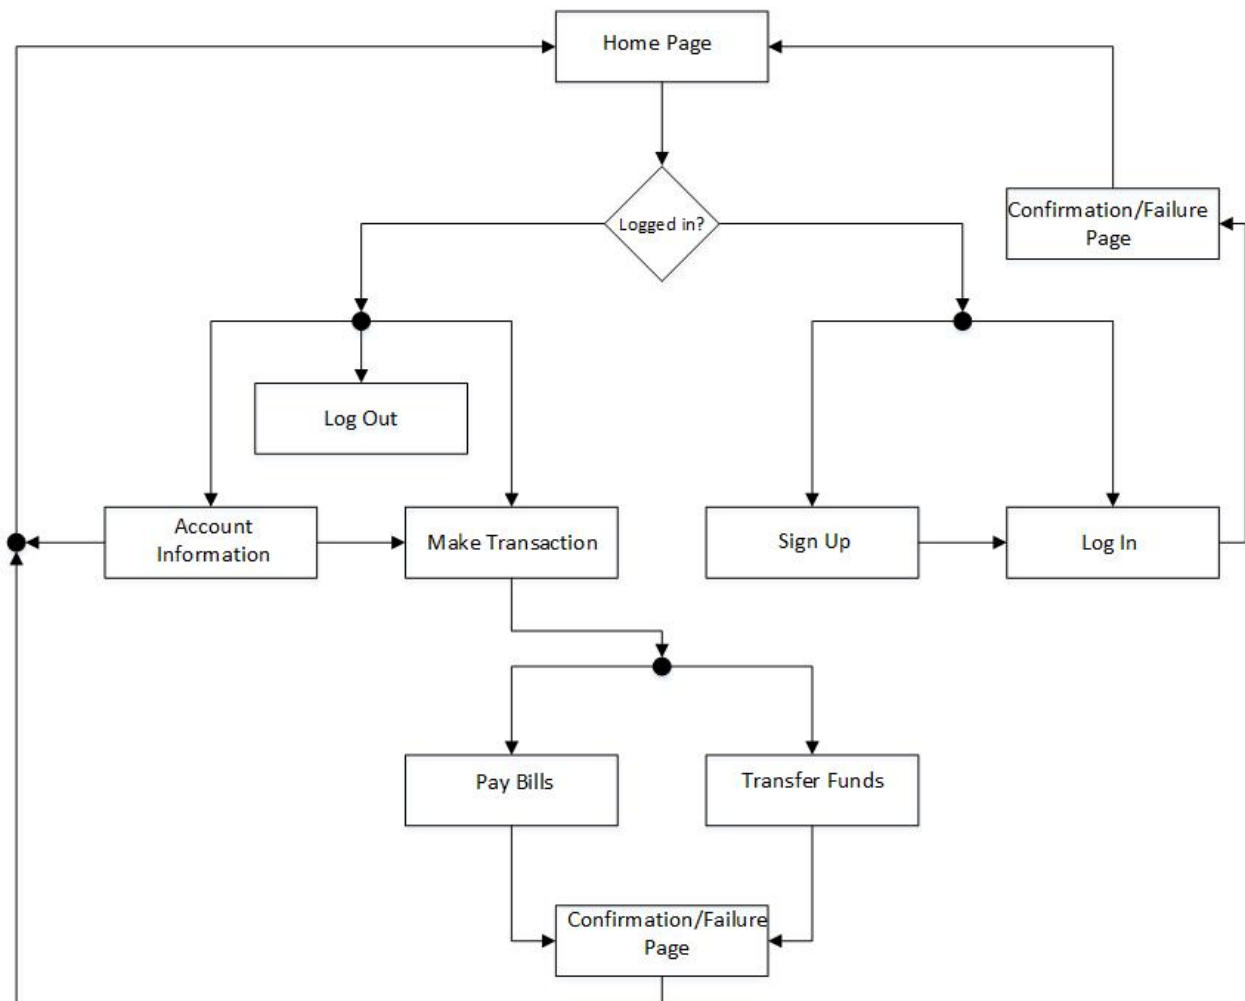 Home Page
Logged in?
Confirmation/Failure
Page
Log Out
Account
Information
Make Transaction
Sign Up
Log In
Pay Bills
Transfer Funds
Confirmation/Failure
Page